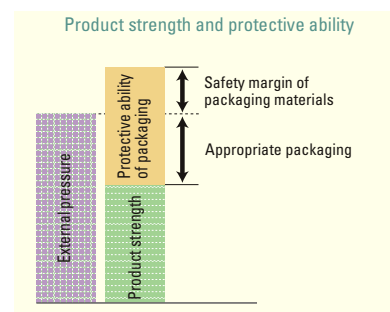 Product strength and protective ability
Safety margin of
packaging materials
Protective ability
of packaging
Appropriate packaging
External pressure
Product strength